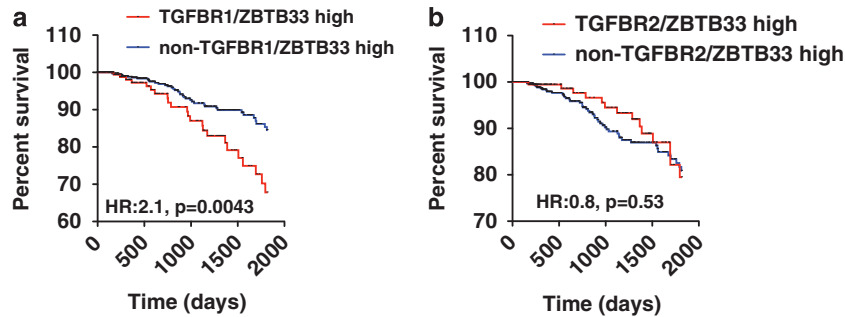 a
TGFBR1/ZBTB33 high
non-TGFBR1/ZBTB33 high
Percent survival
110
100
90
80
70
60
HR:2.1, p=0.0043
0
500
1000
1500
2000
Time (days)
b
TGFBR2/ZBTB33 high
non-TGFBR2/ZBTB33 high
Percent survival
110
100
90
80
70
HR:0.8, p=0.53
0
500
1000
1500
2000
Time (days)